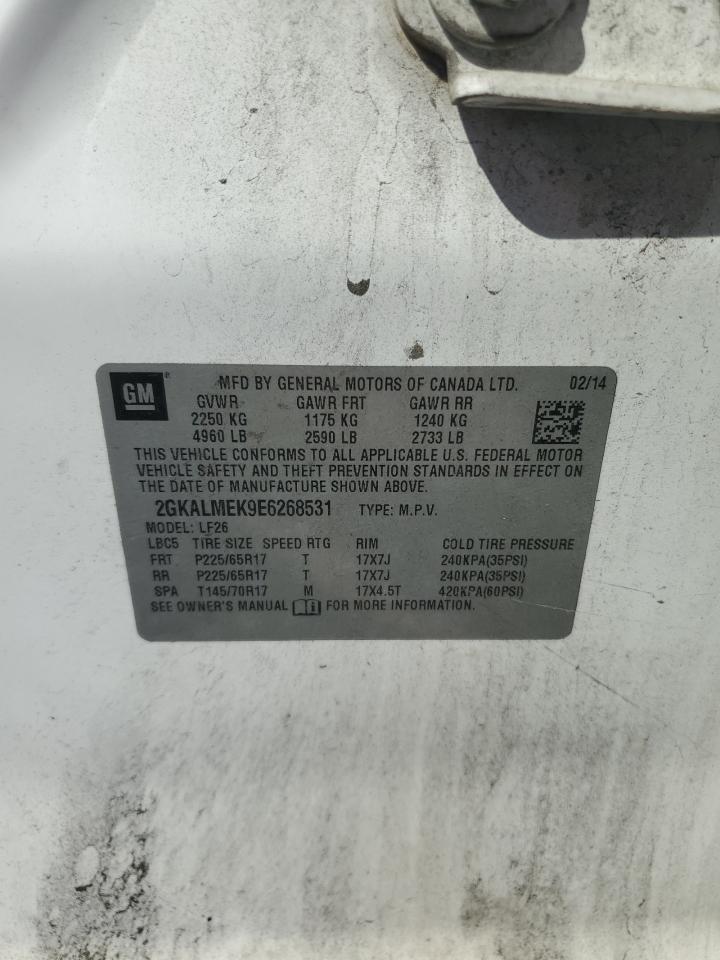 GM® MFD BY GENERAL MOTORS OF CANADA LTD. 02/14
GVWR GAWR FRT GAWR RR
2250 KG 1175 KG 1240 KG
4960 LB 2590 LB 2733 LB
THIS VEHICLE CONFORMS TO ALL APPLICABLE U.S. FEDERAL MOTOR
VEHICLE SAFETY AND THEFT PREVENTION STANDARDS IN EFFECT ON
THE DATE OF MANUFACTURE SHOWN ABOVE.
2GKALMEK9E6268531 TYPE: M.P.V.
MODEL: LF26
LBC5 TIRE SIZE SPEED RTG RIM COLD TIRE PRESSURE
FRT P225/65R17 T 17X7J 240KPA(35PSI)
RR P225/65R17 T 17X7J 240KPA(35PSI)
SPA T145/70R17 M 17X4.5T 420KPA(60PSI)
SEE OWNER'S MANUAL i FOR MORE INFORMATION.